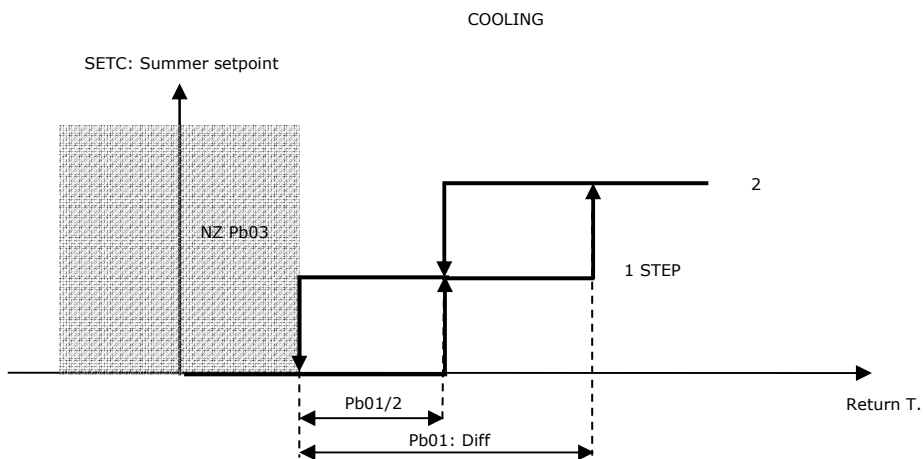 COOLING
SETC: Summer setpoint
2
NZ Pb03
1 STEP
Pb01/2
Return T.
Pb01: Diff